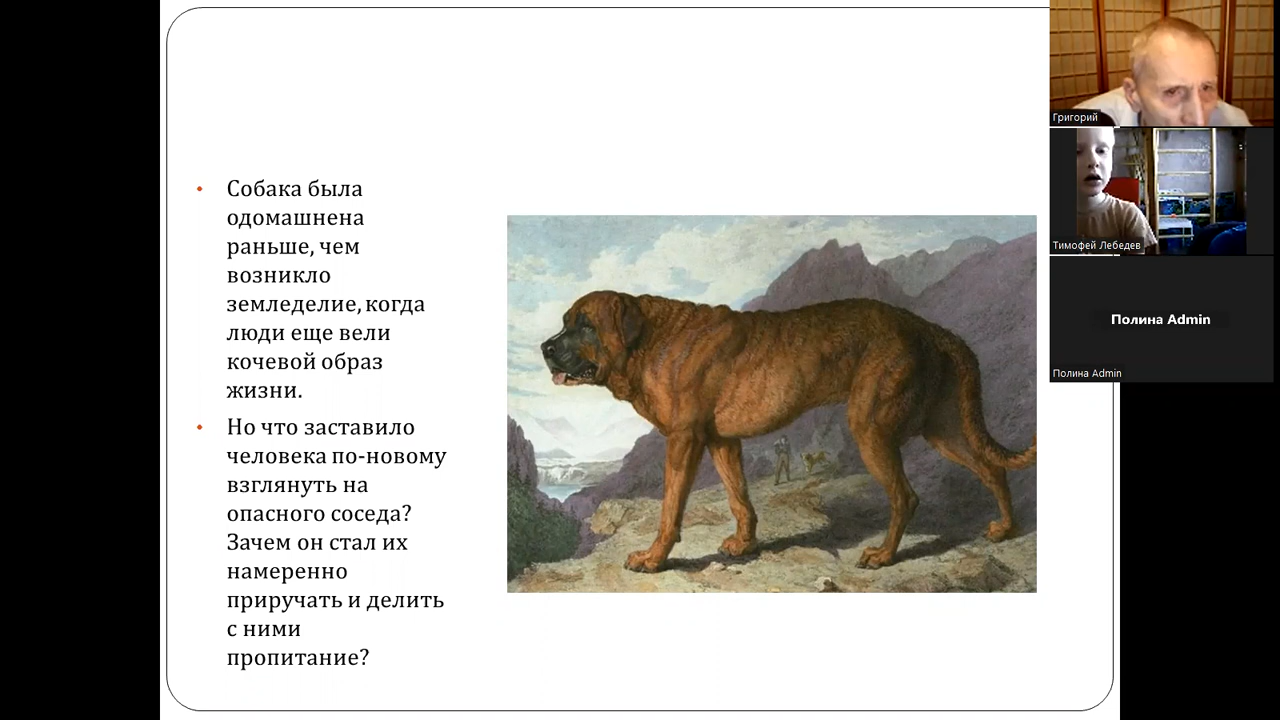 Собака была
одомашнена
раньше, чем
возникло
земледелие, когда
люди еще вели
кочевой образ
жизни.
Но что заставило
человека по-новому
взглянуть на
опасного соседа?
Зачем он стал их
намеренно
приручать и делить
с ними
пропитание?
Григорий
Тимофей Лебедев
Полина Admin
Полина Admin